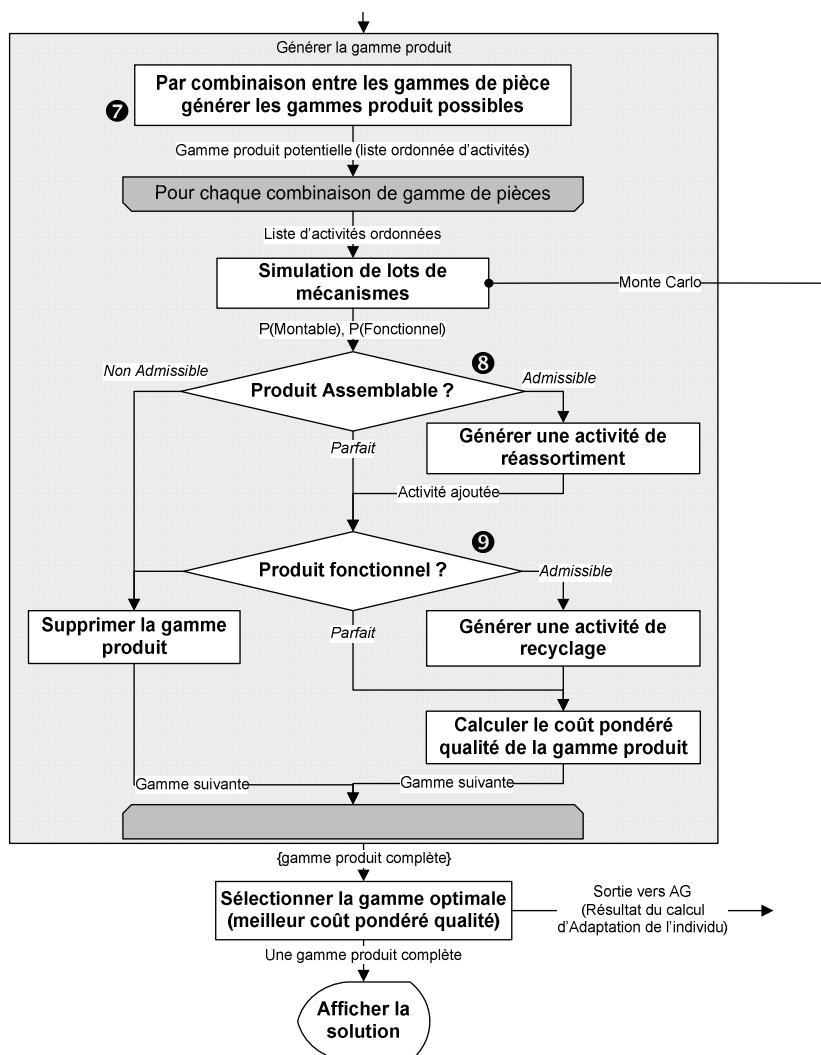 Générer la gamme produit
Par combinaison entre les gammes de pièce
générer les gammes produit possibles
7
Gamme produit potentielle (liste ordonnée d'activités)
Pour chaque combinaison de gamme de pièces
Liste d'activités ordonnées
Simulation de lots de
mécanismes
Monte Carlo
P(Montable), P(Fonctionnel)
8
Non Admissible
Produit Assemblable ?
Admissible
Parfait
Générer une activité de
réassortiment
Activité ajoutée
9
Produit fonctionnel ?
Admissible
Supprimer la gamme
produit
Parfait
Générer une activité de
recyclage
Calculer le coût pondéré
qualité de la gamme produit
Gamme suivante
Gamme suivante
{gamme produit complète}
Sélectionner la gamme optimale
(meilleur coût pondéré qualité)
Sortie vers AG
(Résultat du calcul
d'Adaptation de l'individu)
Une gamme produit complète
Afficher la
solution